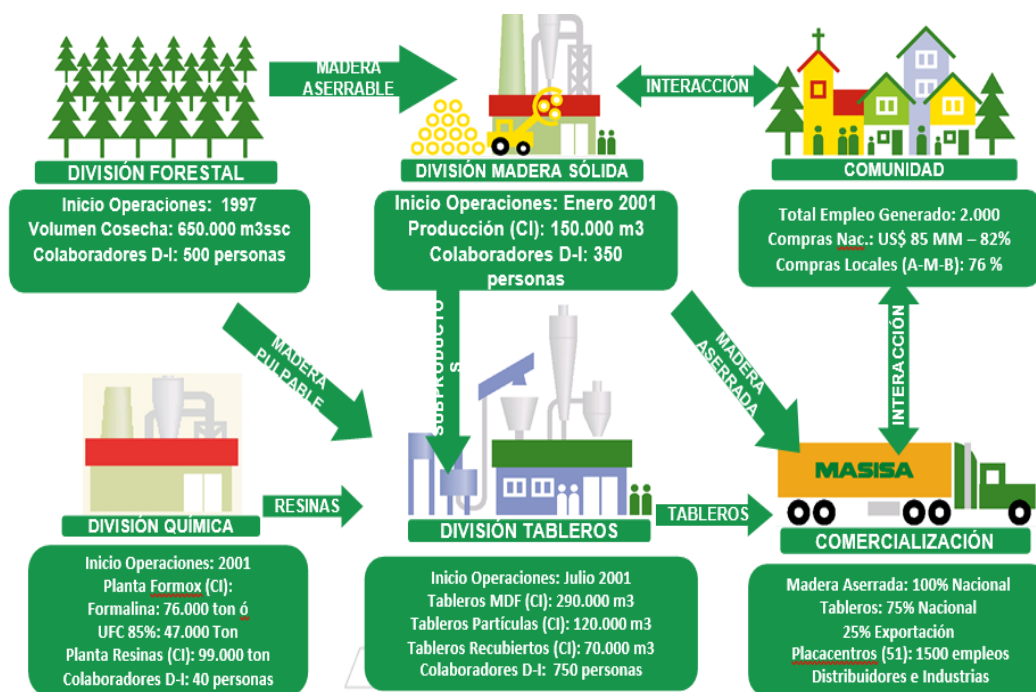 MADERA
ASERRABLE
INTERACCIÓN
DIVISIÓN FORESTAL
Inicio Operaciones: 1997
Volumen Cosecha: 650.000 m3ssc
Colaboradores D-I: 500 personas
DIVISIÓN MADERA SÓLIDA
Inicio Operaciones: Enero 2001
Producción (CI): 150.000 m3
Colaboradores D-I: 350
personas
COMUNIDAD
Total Empleo Generado: 2.000
Compras Nac.: US$ 85 MM – 82%
Compras Locales (A-M-B): 76 %
MADERA
PULPABLE
SUBPRODUCTO
S
MADERA
ASERRADA
INTERACCIÓN
MASISA
DIVISIÓN QUÍMICA
RESINAS
DIVISIÓN TABLEROS
TABLEROS
COMERCIALIZACIÓN
Inicio Operaciones: 2001
Planta Formox (CI):
Formalina: 76.000 ton ó
UFC 85%: 47.000 Ton
Planta Resinas (CI): 99.000 ton
Colaboradores D-I: 40 personas
Inicio Operaciones: Julio 2001
Tableros MDF (CI): 290.000 m3
Tableros Partículas (CI): 120.000 m3
Tableros Recubiertos (CI): 70.000 m3
Colaboradores D-I: 750 personas
Madera Aserrada: 100% Nacional
Tableros: 75% Nacional
25% Exportación
Placacentros (51): 1500 empleos
Distribuidores e Industrias